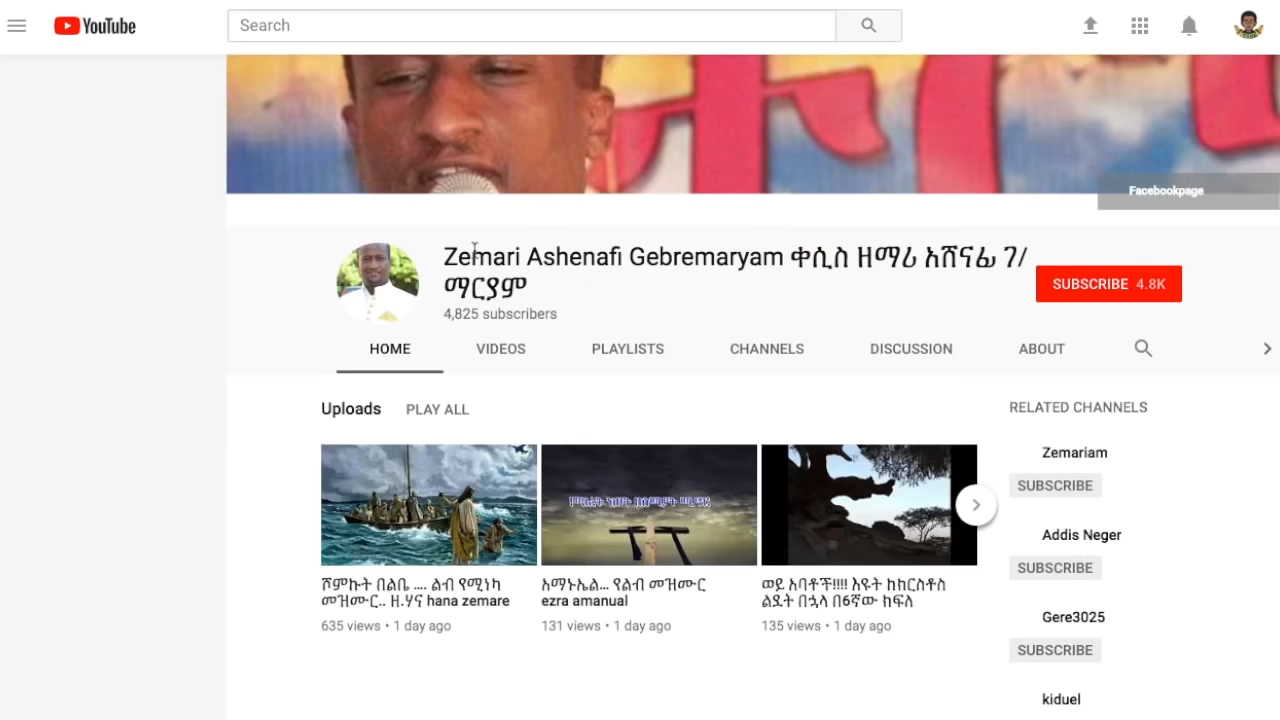 YouTube
Search
Facebookpage
Zemari Ashenafi Gebremaryam ቀሲስ ዘማሪ አሸናፊ ገ/
ማርያም
4,825 subscribers
SUBSCRIBE 4.8K
HOME VIDEOS PLAYLISTS CHANNELS DISCUSSION ABOUT
Uploads PLAY ALL
RELATED CHANNELS
Zemariam
SUBSCRIBE
Addis Neger
SUBSCRIBE
Gere3025
SUBSCRIBE
kiduel
ሾምኩት በልቤ .... ልብ የሚነካ
መዝሙር.. ዘ.ሃና hana zemare
635 views • 1 day ago
አማኑኤል... የልብ መዝሙር
ezra amanual
131 views • 1 day ago
ወይ አባቶች!!!! እዩት ከክርስቶስ
ልደት በኋላ በ6ኛው ክፍለ
135 views • 1 day ago